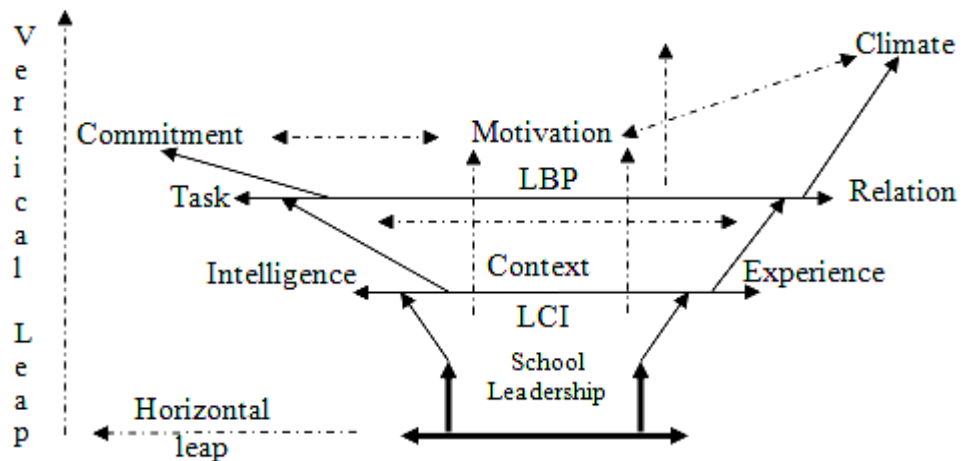 Vertical Leap
Climate
Commitment
Motivation
LBP
Task
Relation
Intelligence
Context
Experience
LCI
School
Leadership
Horizontal
leap